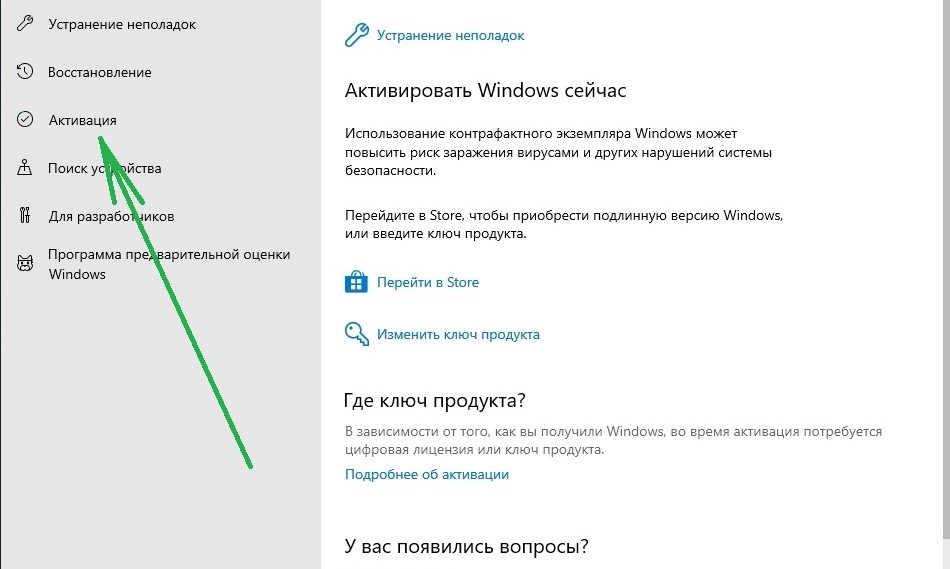 Устранение неполадок
Восстановление
Активация
Поиск устройства
Для разработчиков
Программа предварительной оценки
Windows
Устранение неполадок
Активировать Windows сейчас
Использование контрафактного экземпляра Windows может
повысить риск заражения вирусами и других нарушений системы
безопасности.
Перейдите в Store, чтобы приобрести подлинную версию Windows,
или введите ключ продукта.
Перейти в Store
Изменить ключ продукта
Где ключ продукта?
В зависимости от того, как вы получили Windows, во время активация потребуется
цифровая лицензия или ключ продукта.
Подробнее об активации
У вас появились вопросы?